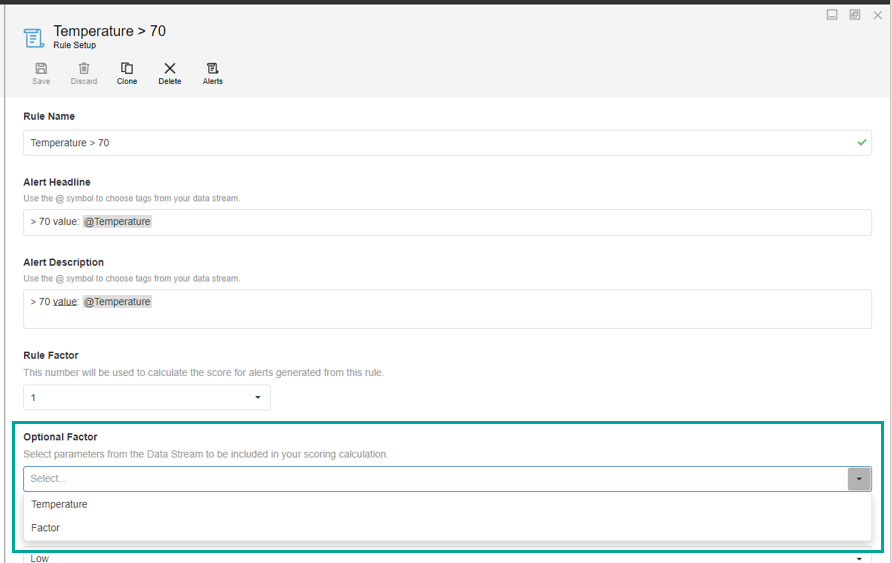 Temperature > 70
Rule Setup
Save Discard Clone Delete Alerts
Rule Name
Temperature > 70
Alert Headline
Use the @ symbol to choose tags from your data stream.
> 70 value: @Temperature
Alert Description
Use the @ symbol to choose tags from your data stream.
> 70 value: @Temperature
Rule Factor
This number will be used to calculate the score for alerts generated from this rule.
1
Optional Factor
Select parameters from the Data Stream to be included in your scoring calculation.
Select...
Temperature
Factor
Low